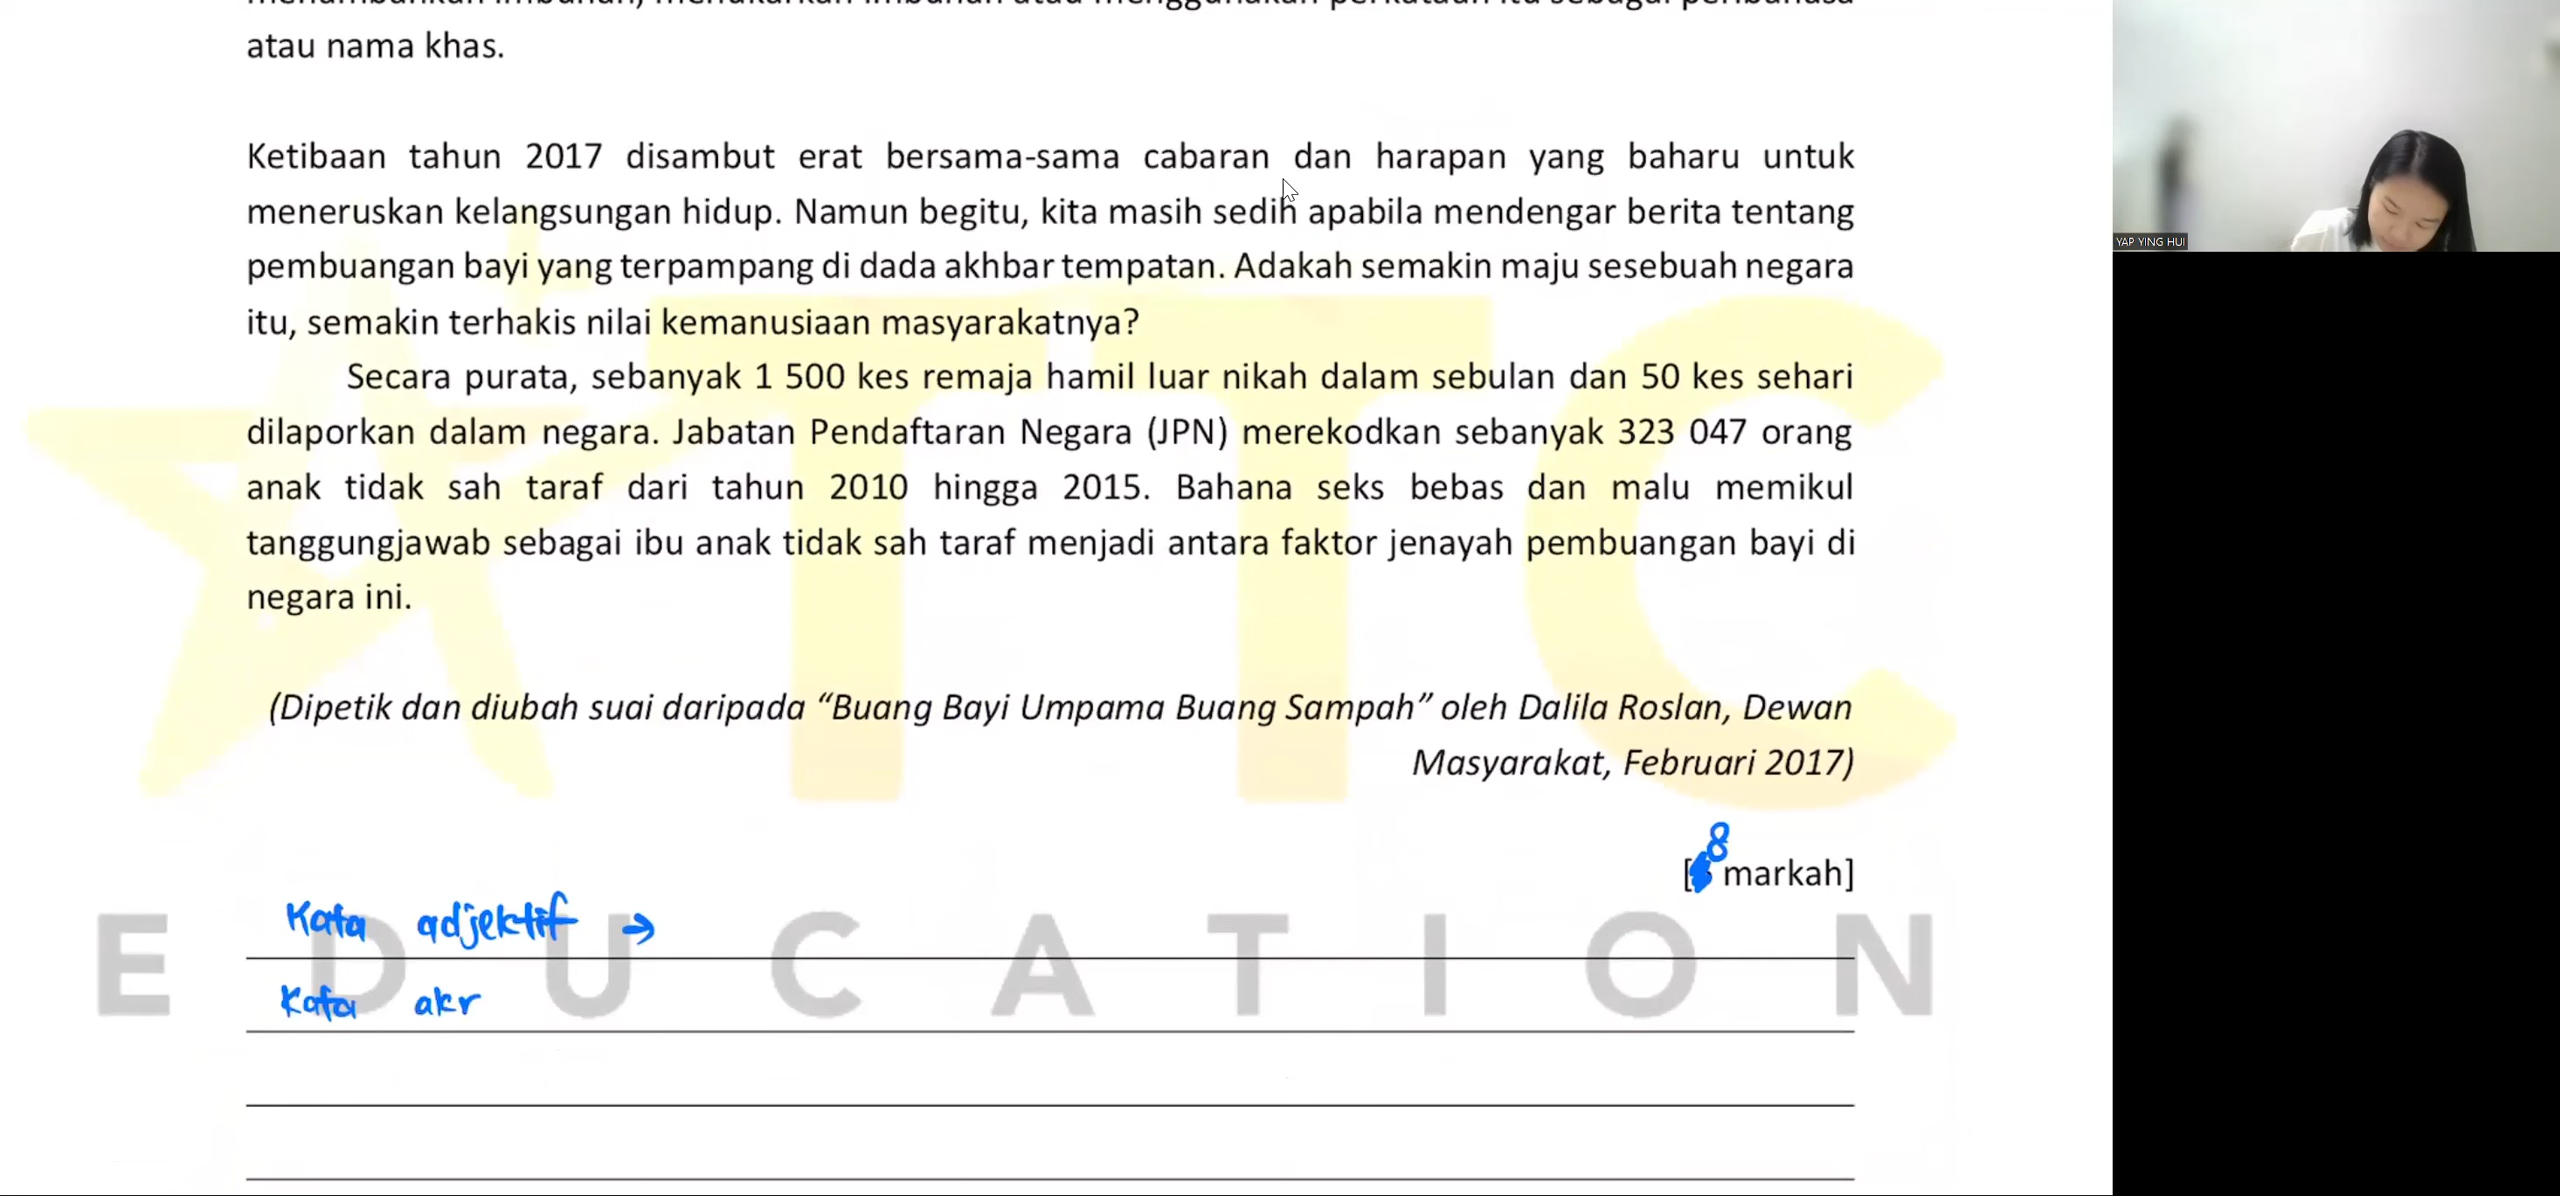 atau nama khas.
Ketibaan tahun 2017 disambut erat bersama-sama cabaran dan harapan yang baharu untuk
meneruskan kelangsungan hidup. Namun begitu, kita masih sedih apabila mendengar berita tentang
pembuangan bayi yang terpampang di dada akhbar tempatan. Adakah semakin maju sesebuah negara
itu, semakin terhakis nilai kemanusiaan masyarakatnya?
Secara purata, sebanyak 1 500 kes remaja hamil luar nikah dalam sebulan dan 50 kes sehari
dilaporkan dalam negara. Jabatan Pendaftaran Negara (JPN) merekodkan sebanyak 323 047 orang
anak tidak sah taraf dari tahun 2010 hingga 2015. Bahana seks bebas dan malu memikul
tanggungjawab sebagai ibu anak tidak sah taraf menjadi antara faktor jenayah pembuangan bayi di
negara ini.
(Dipetik dan diubah suai daripada “Buang Bayi Umpama Buang Sampah” oleh Dalila Roslan, Dewan
Masyarakat, Februari 2017)
8
[ markah]
Kata adjektif →
Kata akr
TTC
EDUCATION
YAP YING HUI